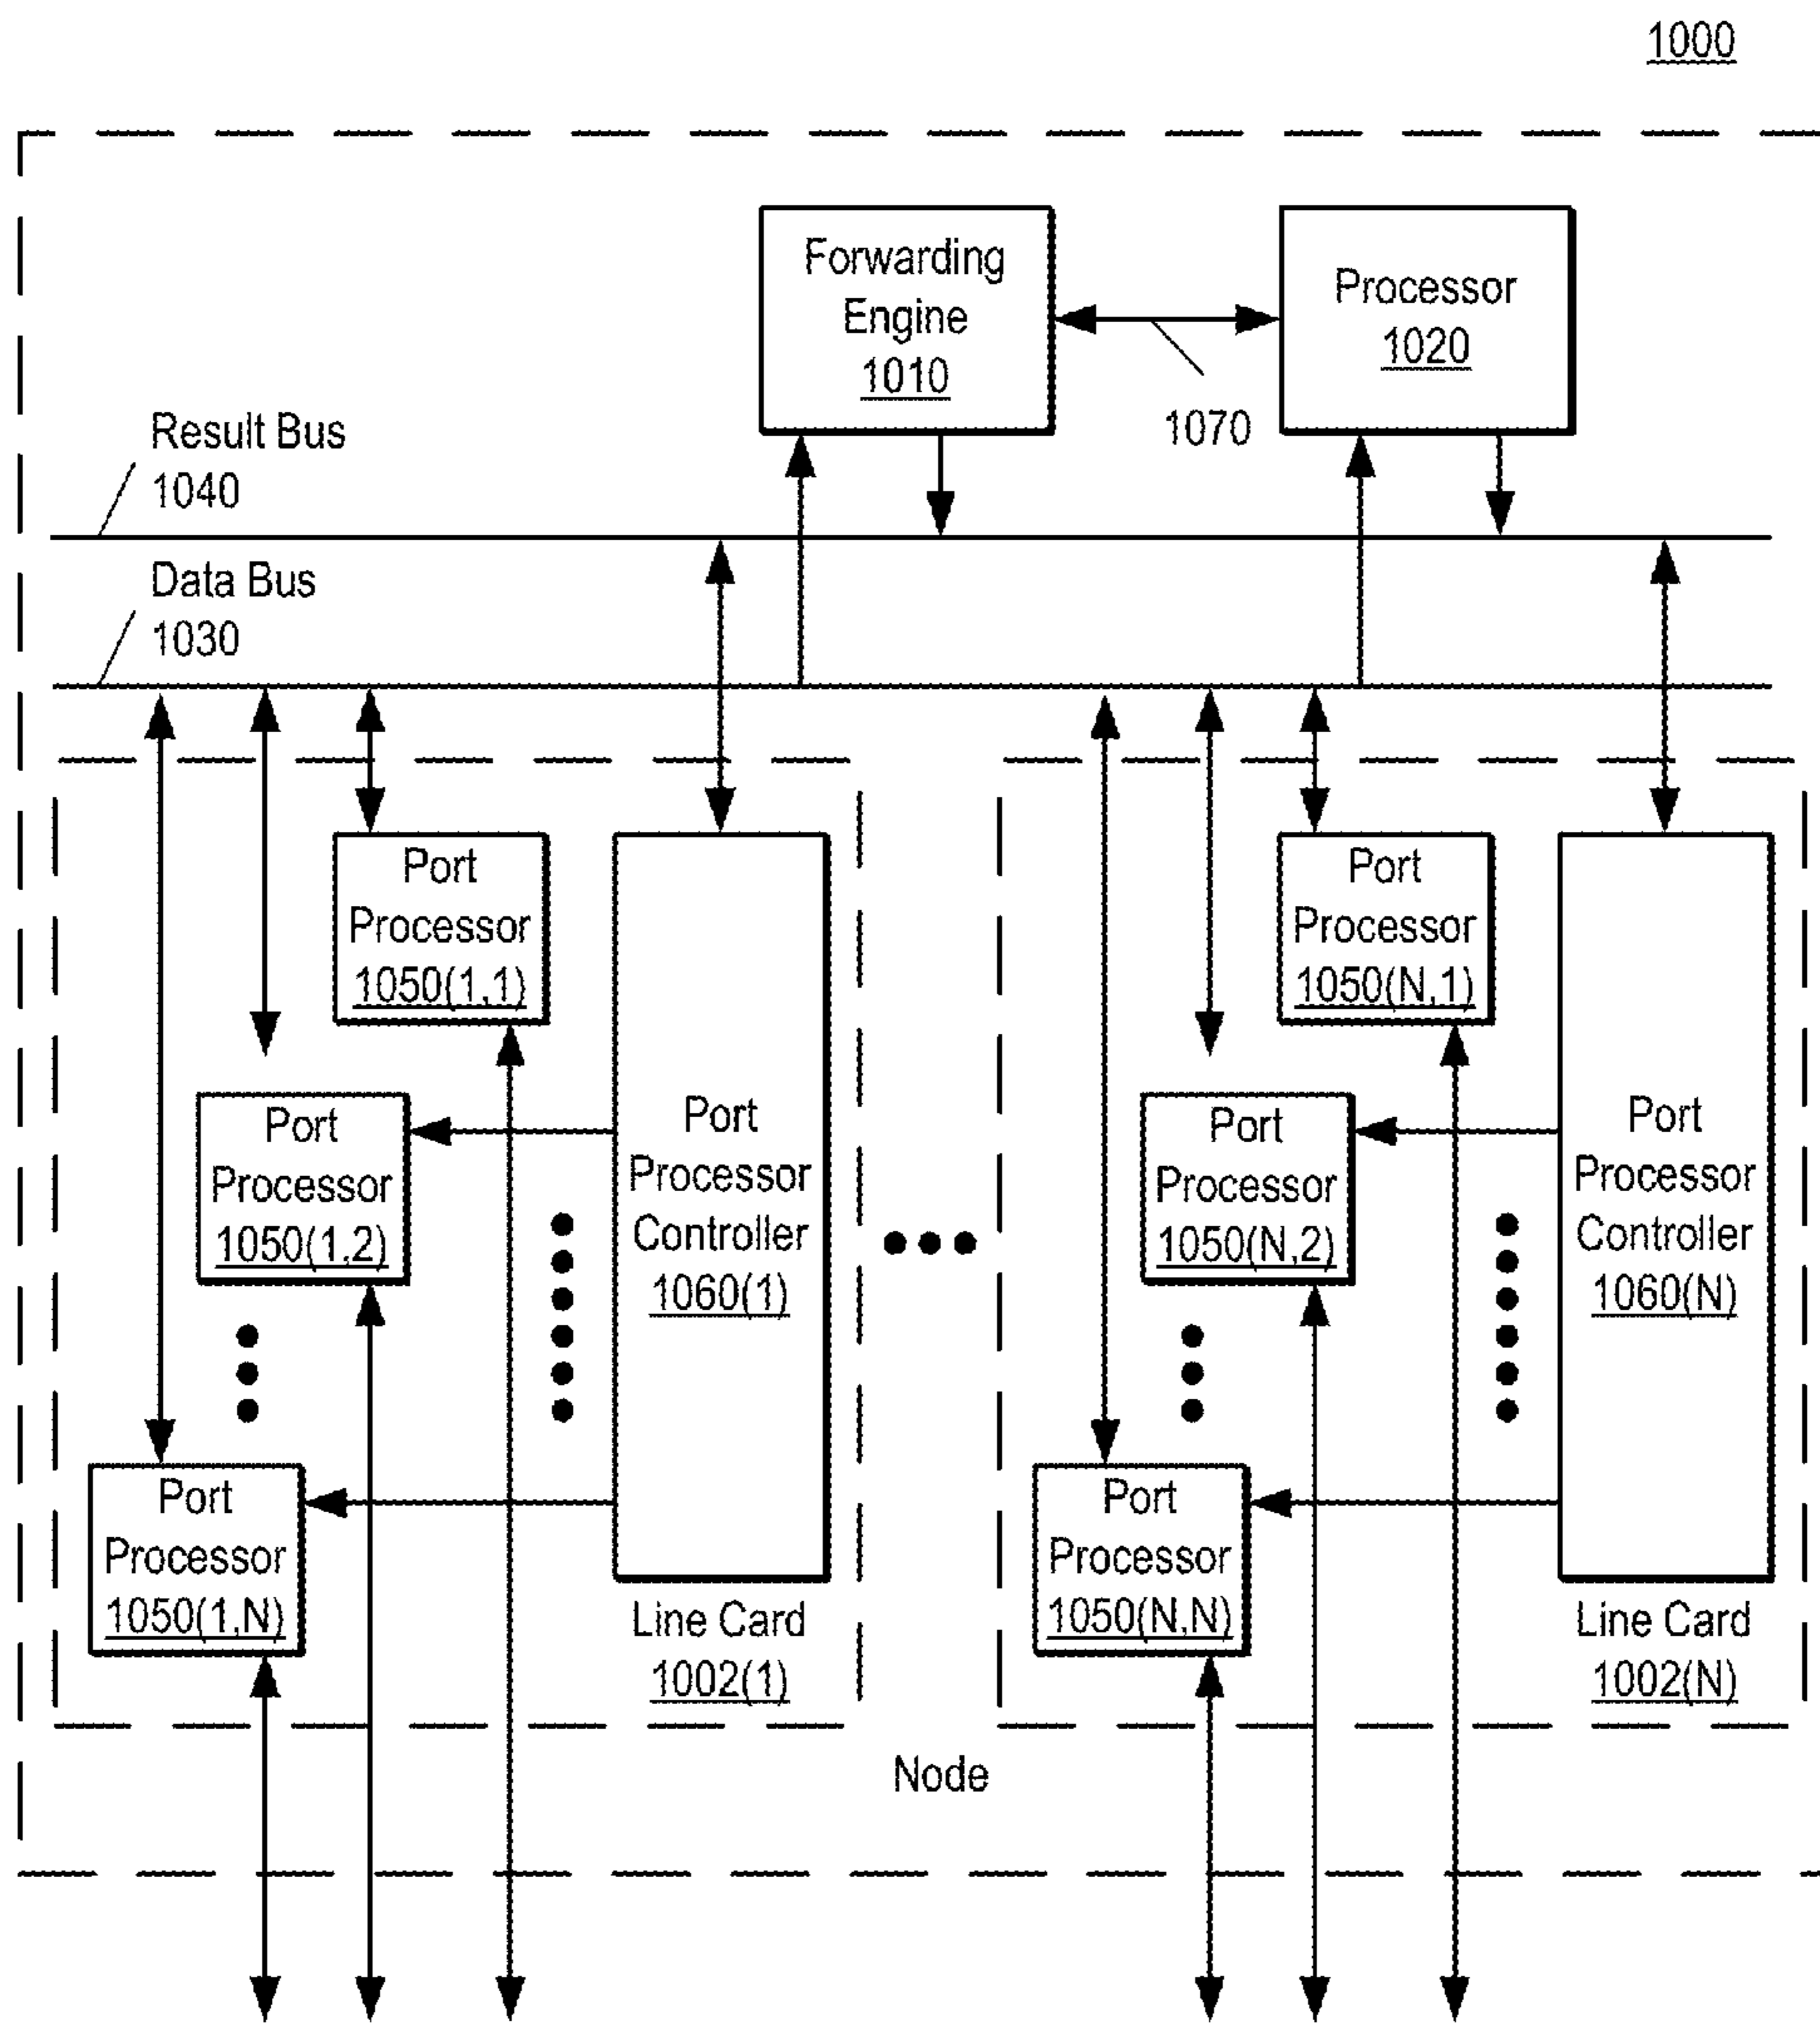 1000
Forwarding
Engine
1010
Processor
1020
1070
Result Bus
1040
Data Bus
1030
Port
Processor
1050(1,1)
Port
Processor
1050(1,2)
Port
Processor
1050(1,N)
Port
Processor
Controller
1060(1)
Line Card
1002(1)
Port
Processor
1050(N,1)
Port
Processor
1050(N,2)
Port
Processor
1050(N,N)
Port
Processor
Controller
1060(N)
Line Card
1002(N)
Node